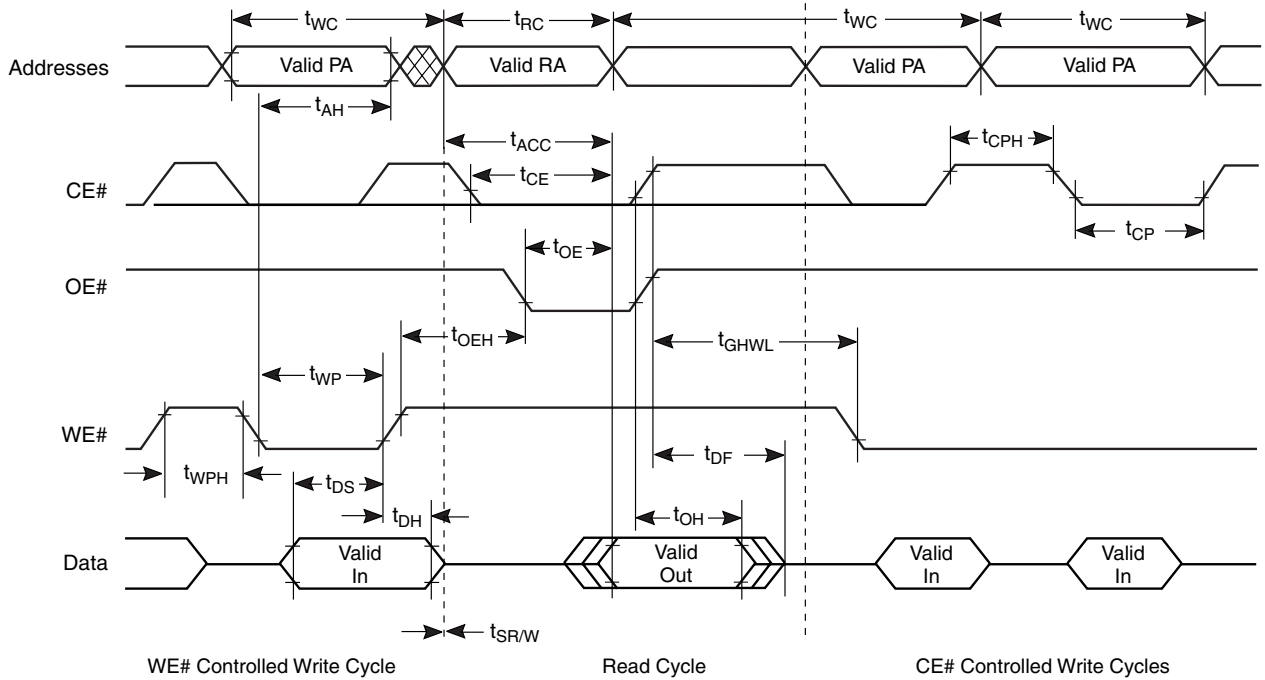 tWC tRC tWC tWC
Addresses Valid PA Valid RA Valid PA Valid PA
tAH
tACC tCPH
tCE
CE#
tOE tCP
OE#
tOEH tGHWL
tWP
WE#
tDF
tWPH tDS
tDH tOH
Data Valid In Valid Out Valid In Valid In
tSR/W
WE# Controlled Write Cycle Read Cycle CE# Controlled Write Cycles